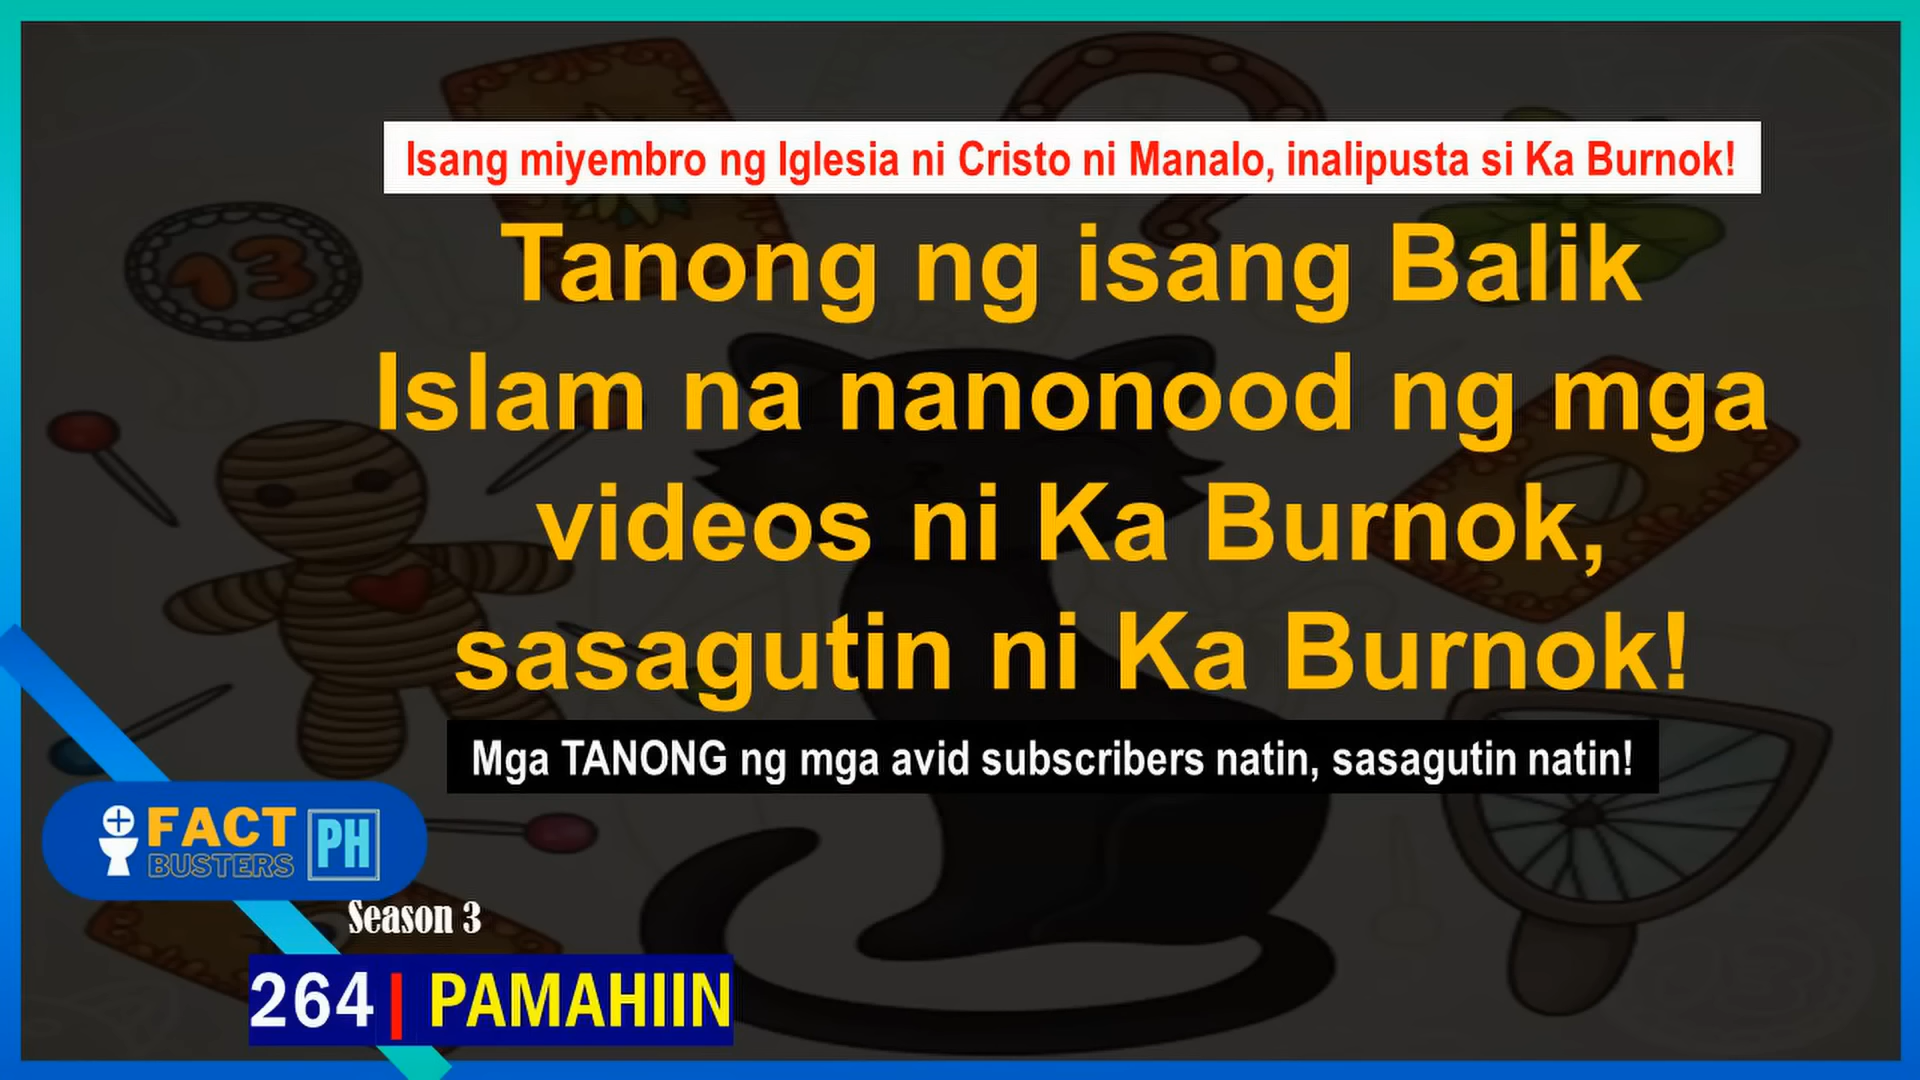 Isang miyembro ng Iglesia ni Cristo ni Manalo, inalipusta si Ka Burnok!
Tanong ng isang Balik
Islam na nanonood ng mga
videos ni Ka Burnok,
sasagutin ni Ka Burnok!
Mga TANONG ng mga avid subscribers natin, sasagutin natin!
13
FACT
BUSTERS
PH
Season 3
264 | PAMAHIIN